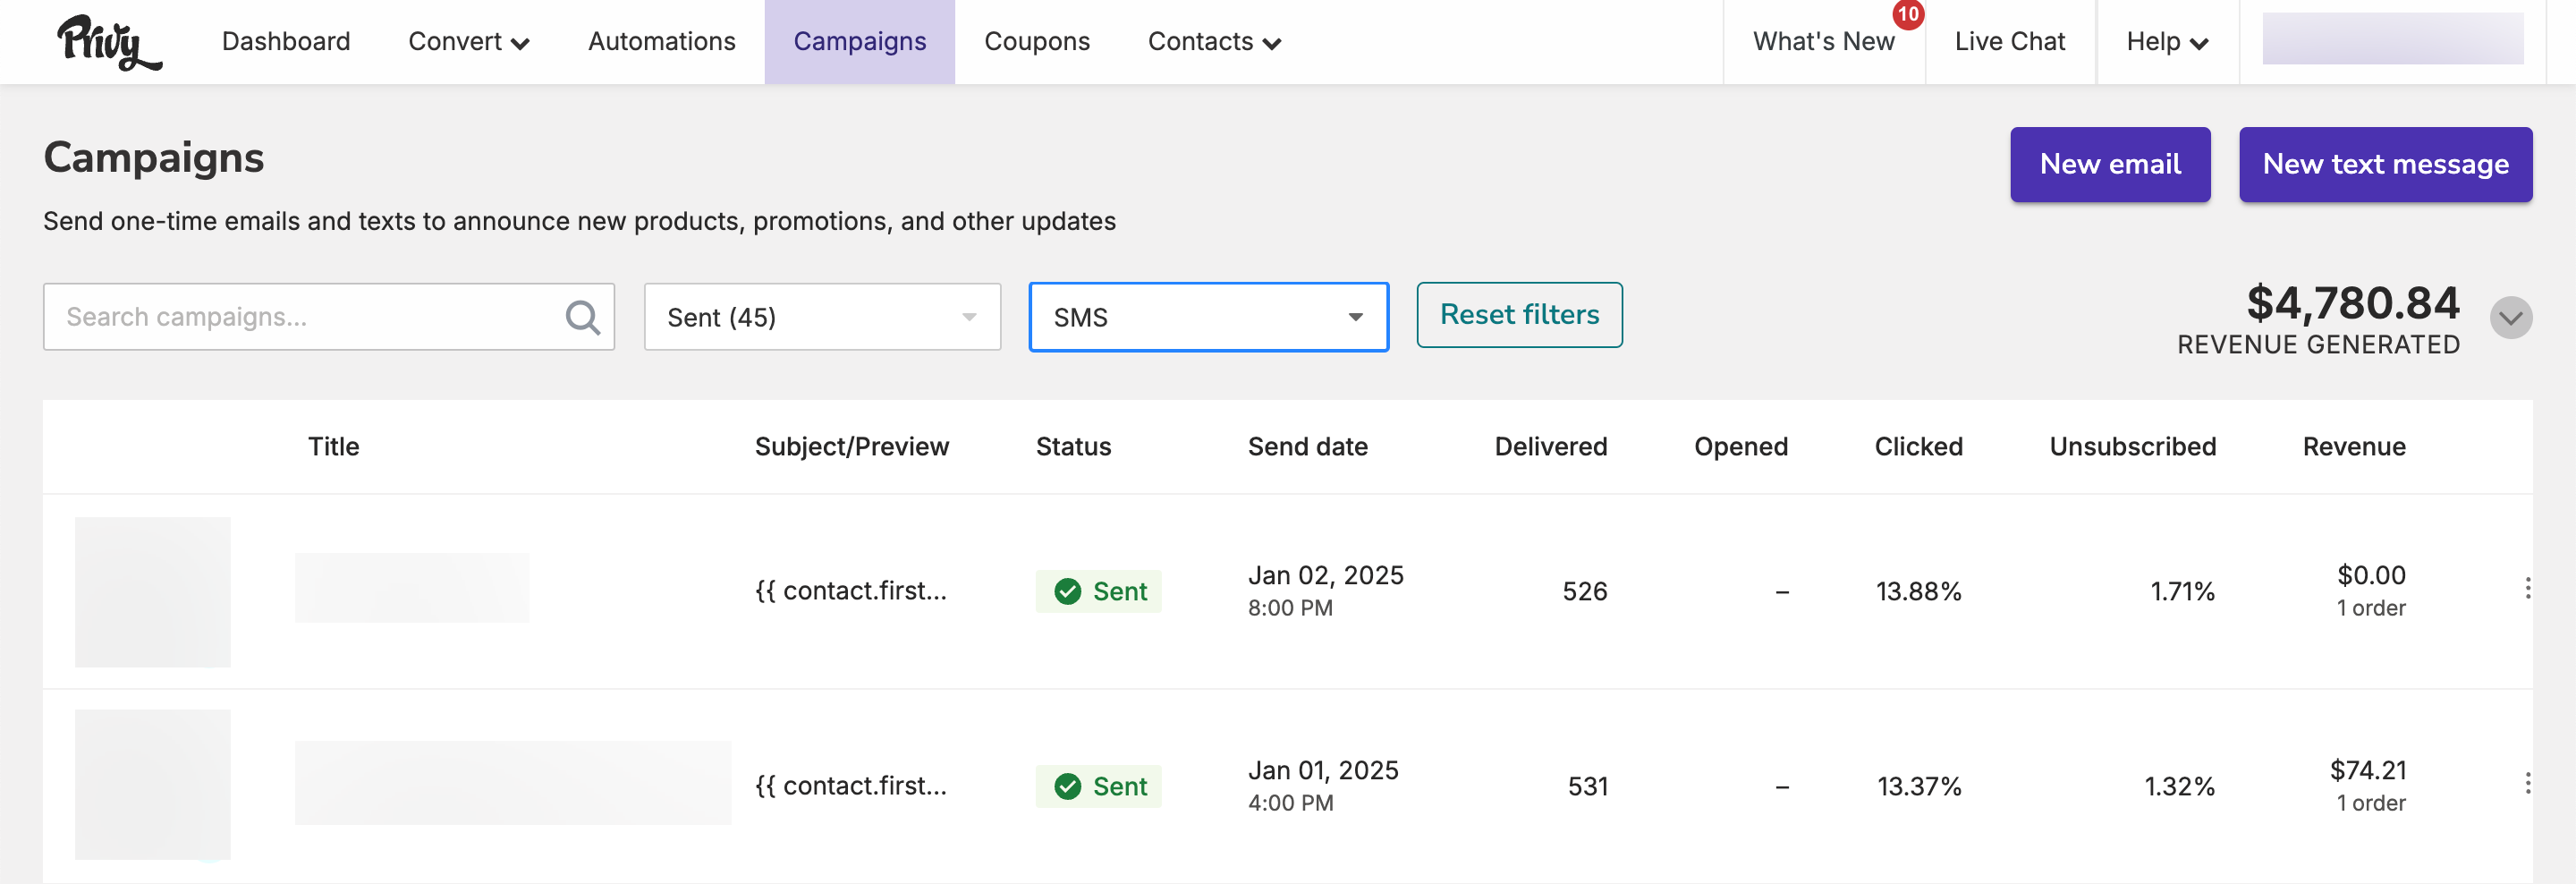 Privy Dashboard Convert Automations Campaigns Coupons Contacts What's New 10 Live Chat Help
Campaigns
New email New text message
Send one-time emails and texts to announce new products, promotions, and other updates
Search campaigns... Sent (45) SMS Reset filters $4,780.84
REVENUE GENERATED
Title Subject/Preview Status Send date Delivered Opened Clicked Unsubscribed Revenue
{{ contact.first... Sent Jan 02, 2025 526 – 13.88% 1.71% $0.00
8:00 PM 1 order
{{ contact.first... Sent Jan 01, 2025 531 – 13.37% 1.32% $74.21
4:00 PM 1 order